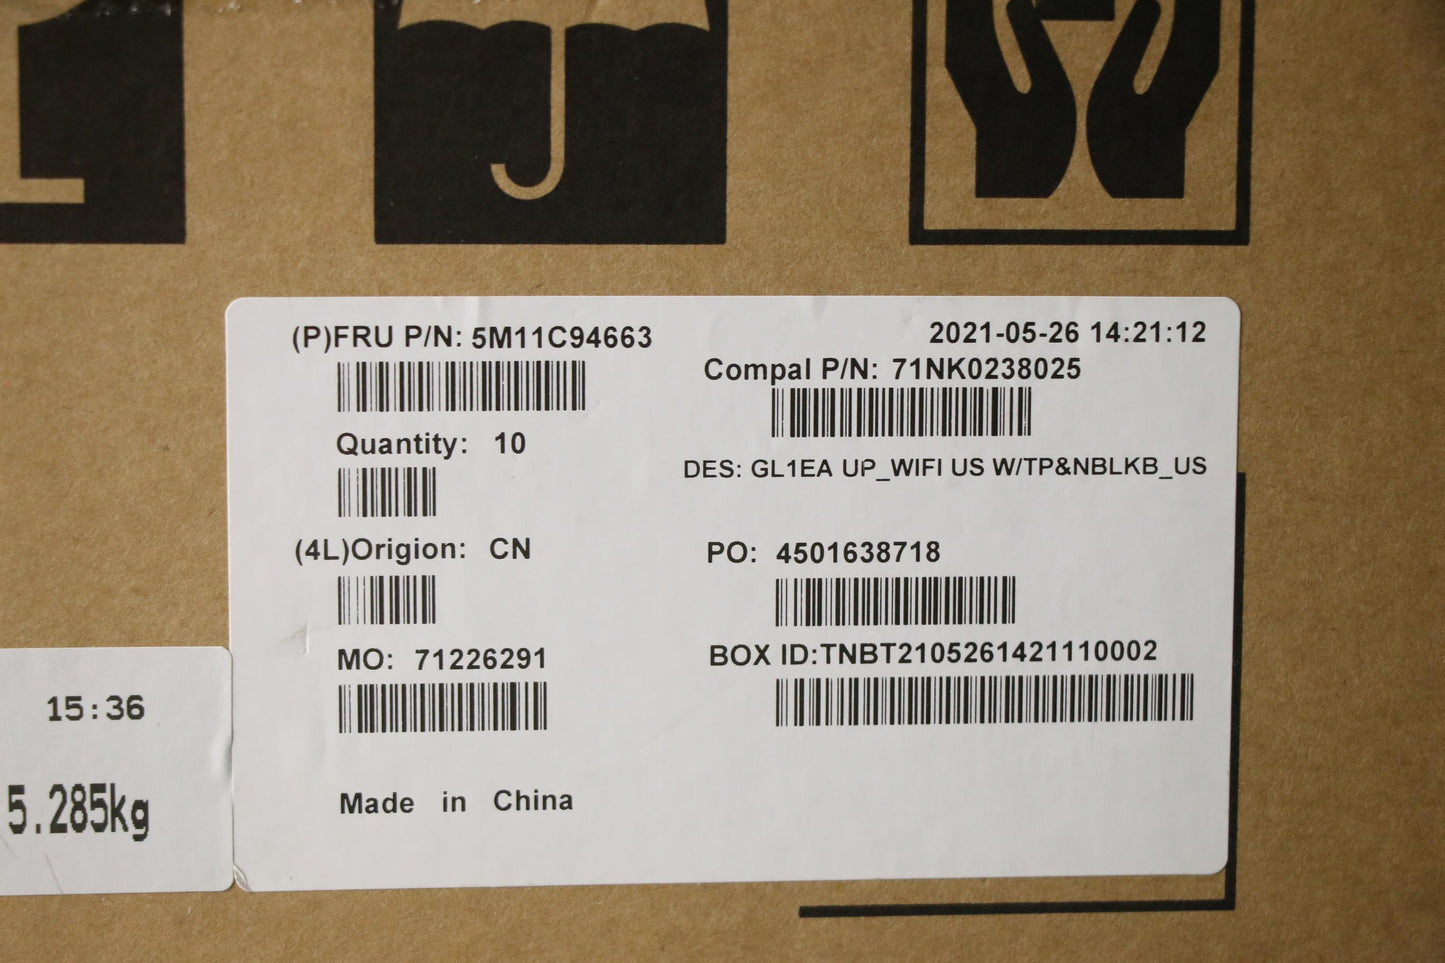 (P)FRU P/N: 5M11C94663
2021-05-26 14:21:12
Compal P/N: 71NK0238025
Quantity: 10
DES: GL1EA UP_WIFI US W/TP&NBLKB_US
(4L)Origion: CN
PO: 4501638718
MO: 71226291
BOX ID:TNBT2105261421110002
Made in China
15:36
5.285kg